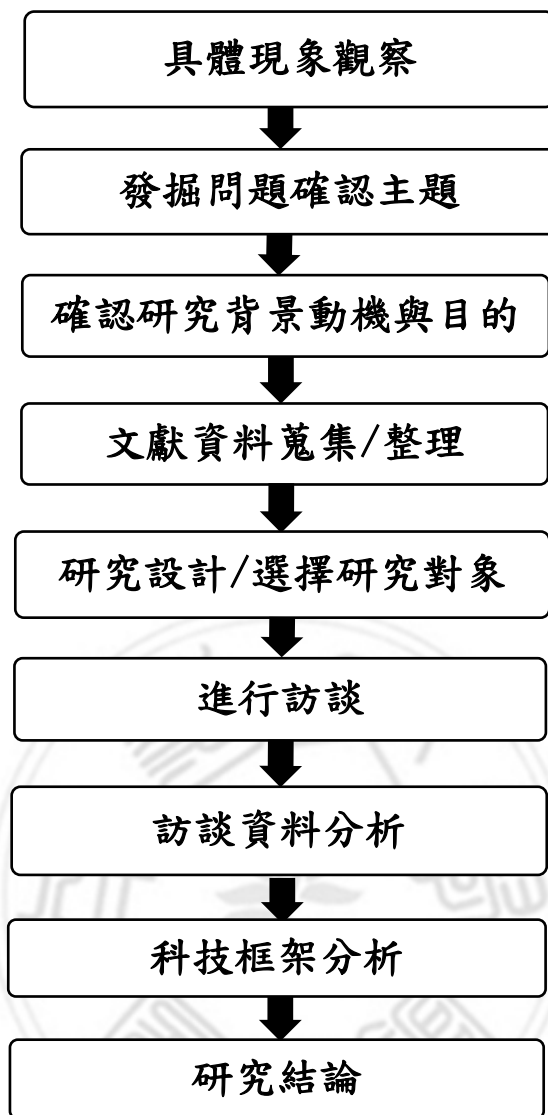 具體現象觀察
發掘問題確認主題
確認研究背景動機與目的
文獻資料蒐集/整理
研究設計/選擇研究對象
進行訪談
訪談資料分析
科技框架分析
研究結論